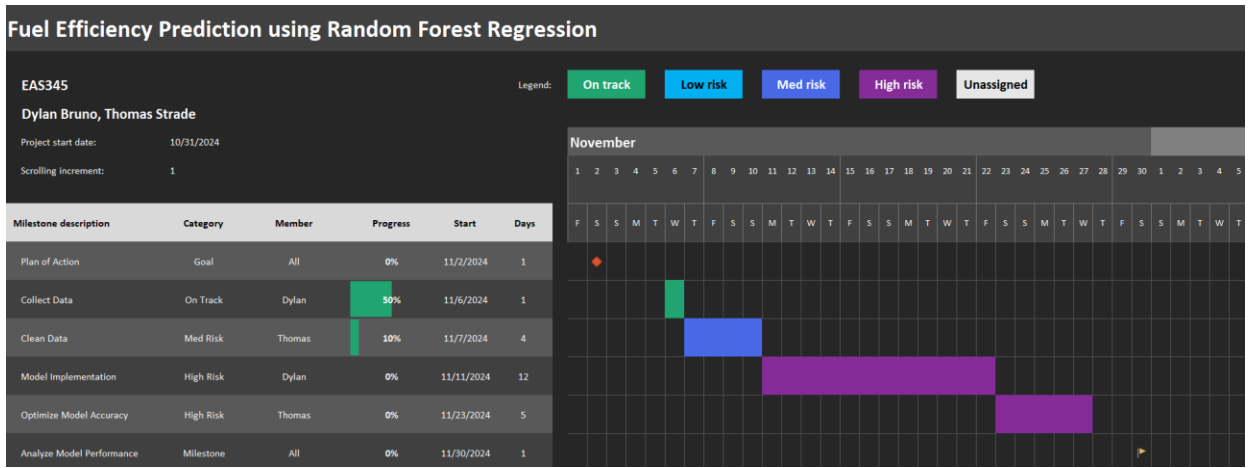 Fuel Efficiency Prediction using Random Forest Regression
EAS345
Legend: On track Low risk Med risk High risk Unassigned
Dylan Bruno, Thomas Strade
Project start date: 10/31/2024
November
Scrolling increment: 1
1 2 3 4 5 6 7 8 9 10 11 12 13 14 15 16 17 18 19 20 21 22 23 24 25 26 27 28 29 30 1 2 3 4 5
Milestone description Category Member Progress Start Days
F S S M T W T F S S M T W T F S S M T W T F S S M T W T F S S M T W T
Plan of Action Goal All 0% 11/2/2024 1
Collect Data On Track Dylan 50% 11/6/2024 1
Clean Data Med Risk Thomas 10% 11/7/2024 4
Model Implementation High Risk Dylan 0% 11/11/2024 12
Optimize Model Accuracy High Risk Thomas 0% 11/23/2024 5
Analyze Model Performance Milestone All 0% 11/30/2024 1